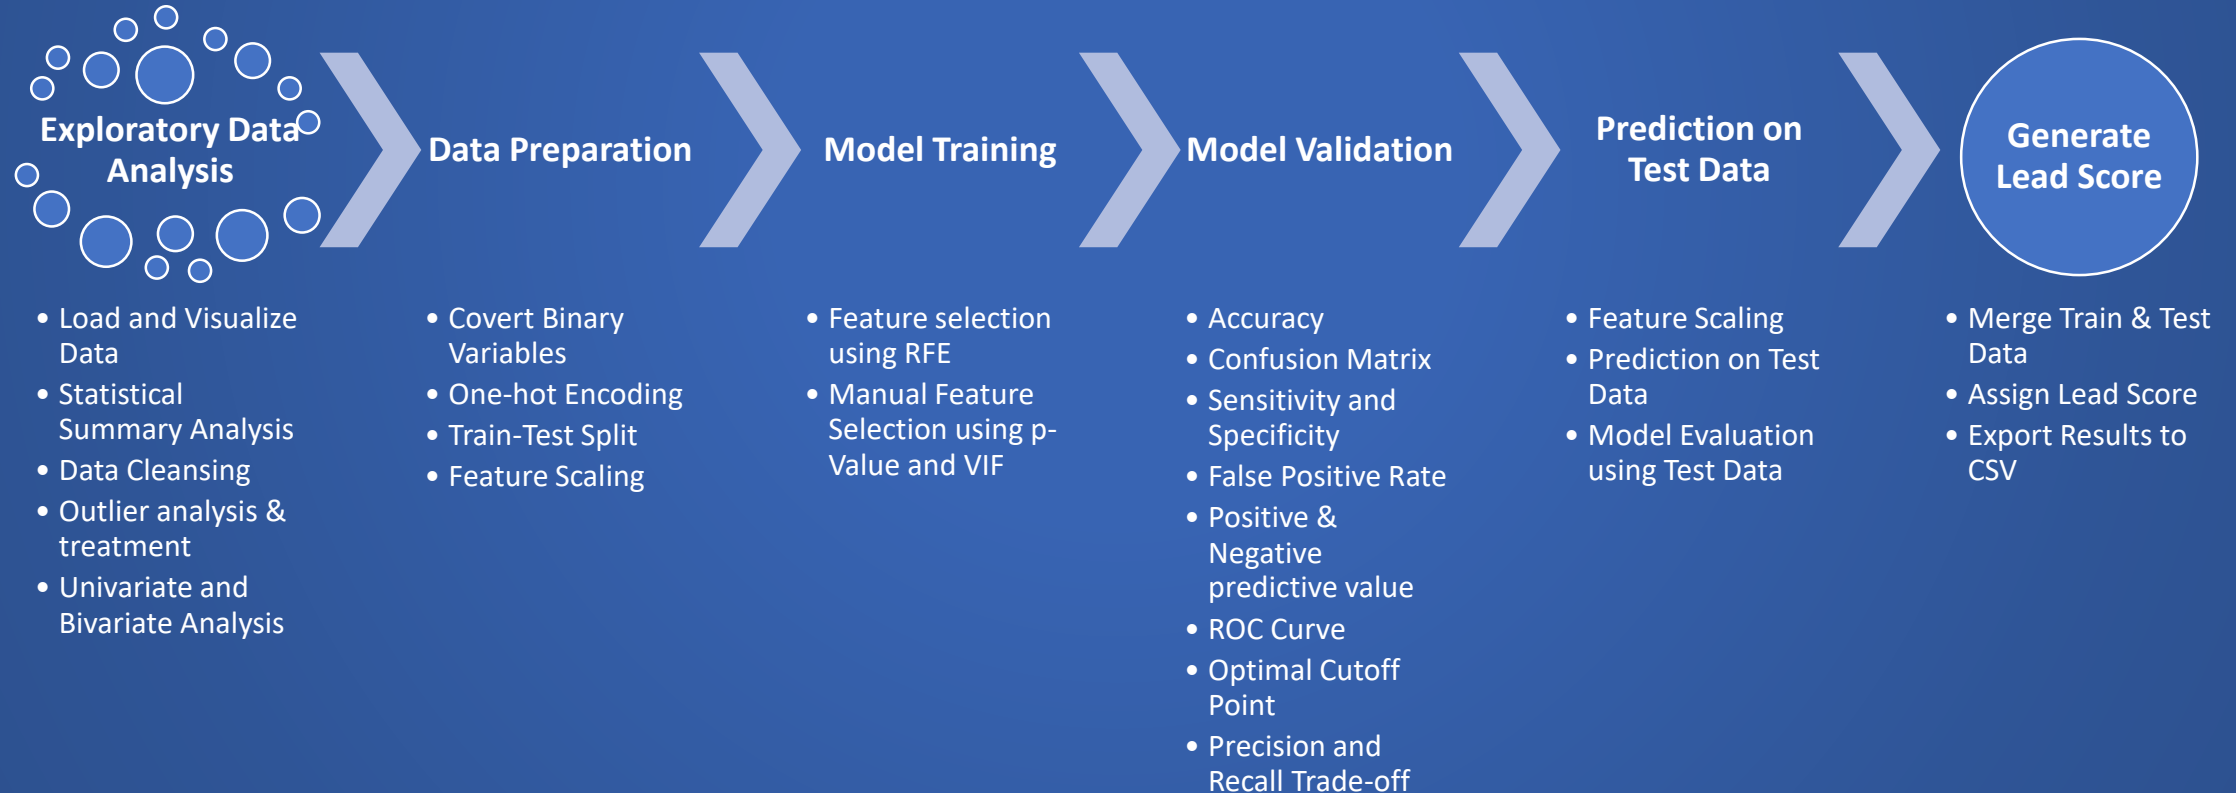 Exploratory Data
Analysis
• Load and Visualize
Data
• Statistical
Summary Analysis
• Data Cleansing
• Outlier analysis &
treatment
• Univariate and
Bivariate Analysis
Data Preparation
• Covert Binary
Variables
• One-hot Encoding
• Train-Test Split
• Feature Scaling
Model Training
• Feature selection
using RFE
• Manual Feature
Selection using p-
Value and VIF
Model Validation
• Accuracy
• Confusion Matrix
• Sensitivity and
Specificity
• False Positive Rate
• Positive &
Negative
predictive value
• ROC Curve
• Optimal Cutoff
Point
• Precision and
Recall Trade-off
Prediction on
Test Data
• Feature Scaling
• Prediction on Test
Data
• Model Evaluation
using Test Data
Generate
Lead Score
• Merge Train & Test
Data
• Assign Lead Score
• Export Results to
CSV